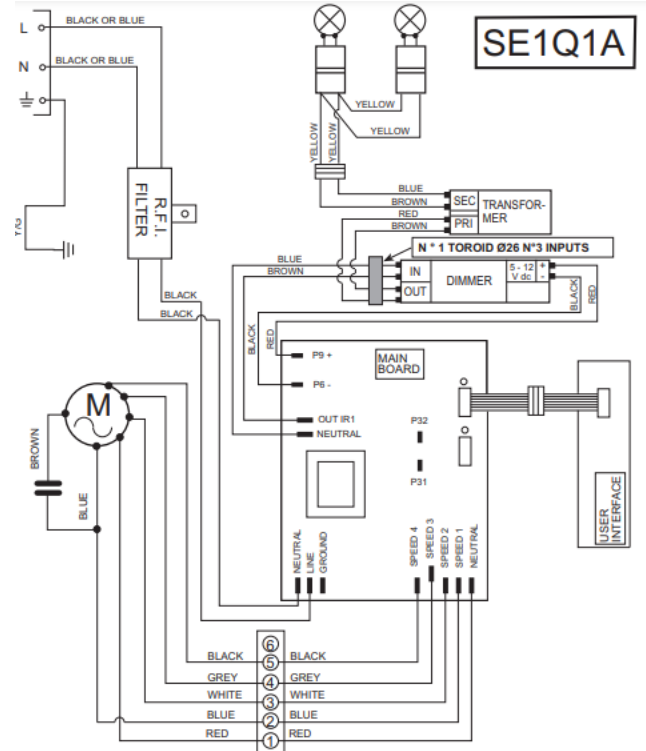 SE1Q1A
L
BLACK OR BLUE
N
BLACK OR BLUE
Y/G
R.F.I.
FILTER
YELLOW
YELLOW
YELLOW
YELLOW
BLUE
BROWN
RED
BROWN
SEC
PRI
TRANSFOR-
MER
N ° 1 TOROID Ø26 N°3 INPUTS
BLUE
BROWN
IN
OUT
DIMMER
5 - 12
V dc
+
-
BLACK
RED
BLACK
BLACK
BLACK
RED
P9 +
P6 -
MAIN
BOARD
OUT IR1
NEUTRAL
P32
P31
USER
INTERFACE
M
BROWN
BLUE
NEUTRAL
LINE
GROUND
SPEED 4
SPEED 3
SPEED 2
SPEED 1
NEUTRAL
6
BLACK 5 BLACK
GREY 4 GREY
WHITE 3 WHITE
BLUE 2 BLUE
RED 1 RED